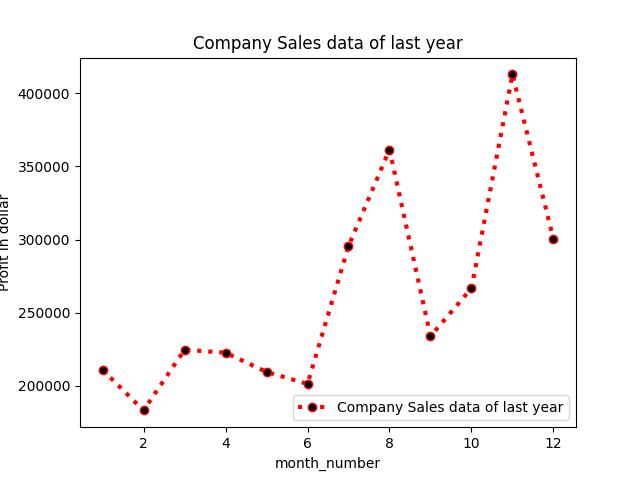 Company Sales data of last year
400000
350000
300000
250000
200000
Profit in dollar
2 4 6 8 10 12
month_number
Company Sales data of last year